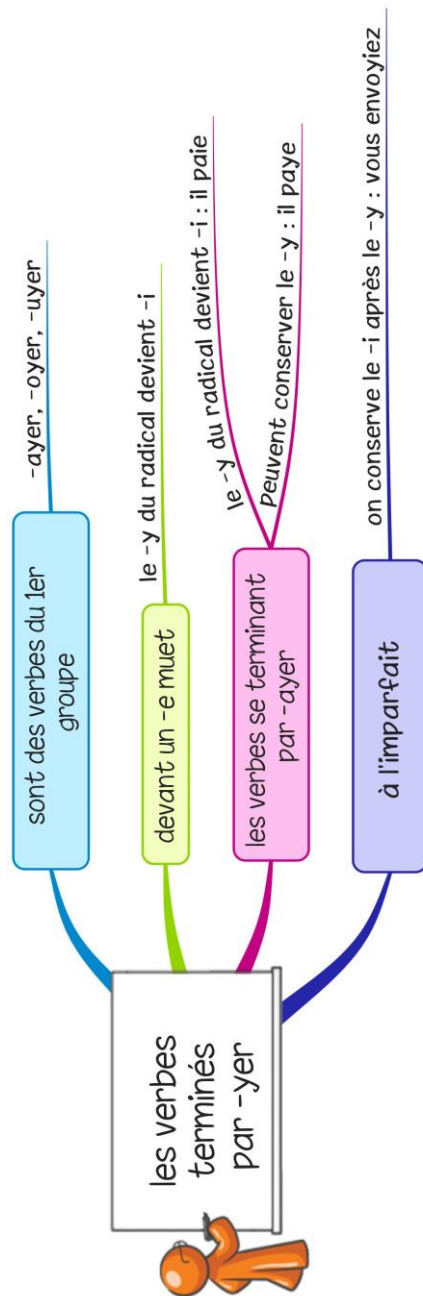 les verbes
terminés
par -yer
sont des verbes du 1er
groupe
-ayer, -oyer, -uyer
devant un -e muet
le -y du radical devient -i
les verbes se terminant
par -ayer
le -y du radical devient -i : il paie
Peuvent conserver le -y : il paye
à l'imparfait
on conserve le -i après le -y : vous envoyiez